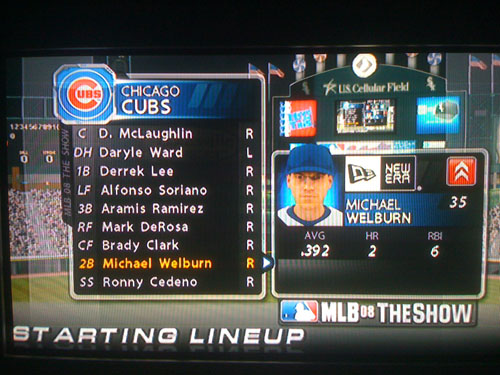 CUBS
CHICAGO
CUBS
C D. McLaughlin R
DH Daryle Ward L
1B Derrek Lee R
LF Alfonso Soriano R
3B Aramis Ramirez R
RF Mark DeRosa R
CF Brady Clark R
2B Michael Welburn R
SS Ronny Cedeno R
MLB 08 THE SHOW
U.S. Cellular Field
NEW
ERA
MICHAEL
WELBURN
35
AVG HR RBI
.392 2 6
MLB 08 THE SHOW
STARTING LINEUP